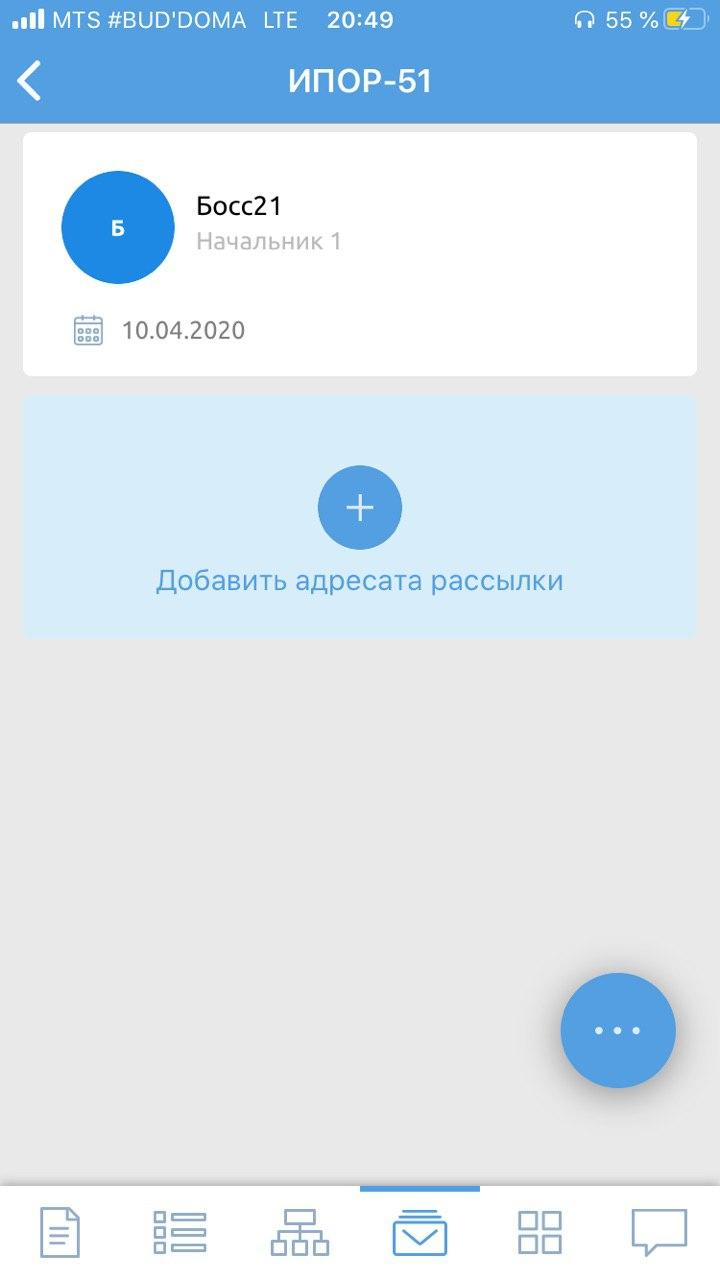 MTS #BUD'DOMA LTE 20:49 55 %
ИПОР-51
Б
Босс21
Начальник 1
10.04.2020
Добавить адресата рассылки